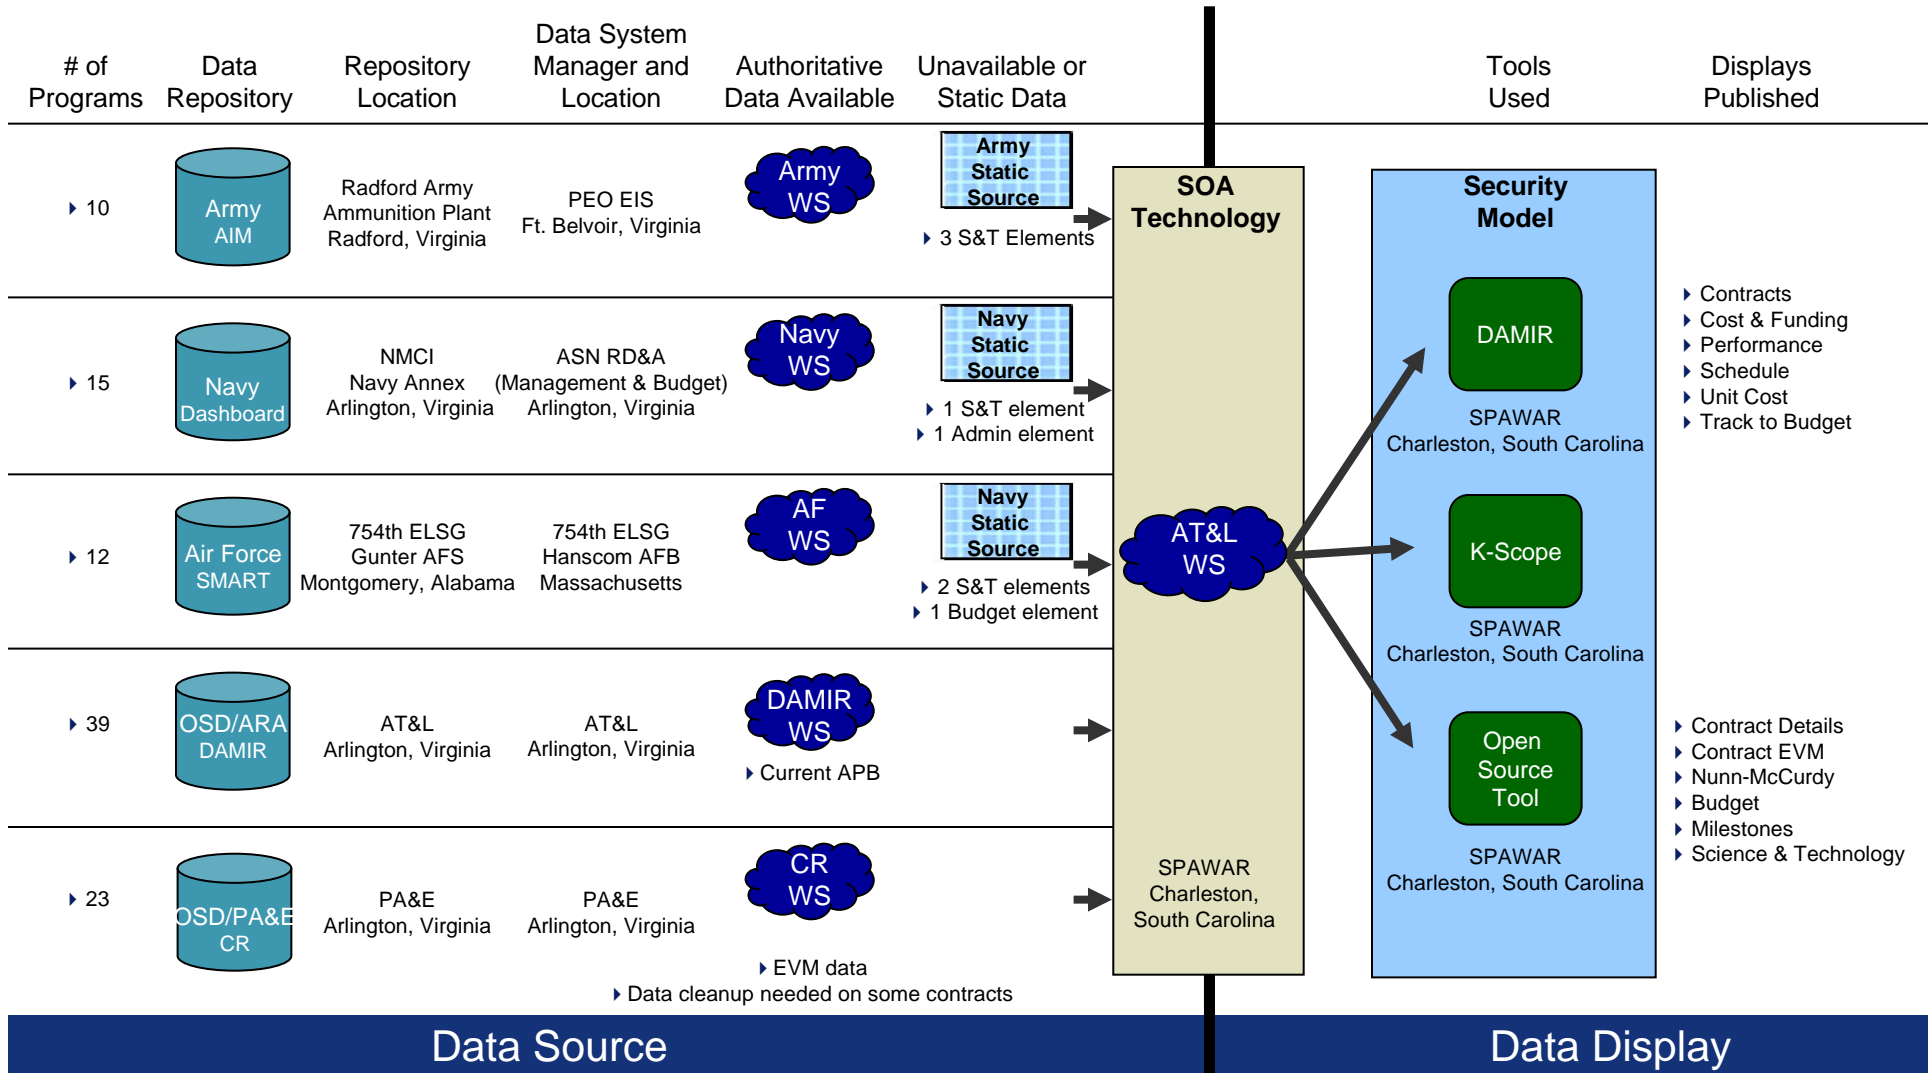 # of
Programs
Data
Repository
Repository
Location
Data System
Manager and
Location
Authoritative
Data Available
Unavailable or
Static Data
Tools
Used
Displays
Published
10
Army
AIM
Radford Army
Ammunition Plant
Radford, Virginia
PEO EIS
Ft. Belvoir, Virginia
Army
WS
Army
Static
Source
3 S&T Elements
15
Navy
Dashboard
NMCI
Navy Annex
Arlington, Virginia
ASN RD&A
(Management & Budget)
Arlington, Virginia
Navy
WS
Navy
Static
Source
1 S&T element
1 Admin element
12
Air Force
SMART
754th ELSG
Gunter AFS
Montgomery, Alabama
754th ELSG
Hanscom AFB
Massachusetts
AF
WS
Navy
Static
Source
2 S&T elements
1 Budget element
39
OSD/ARA
DAMIR
AT&L
Arlington, Virginia
AT&L
Arlington, Virginia
DAMIR
WS
Current APB
23
OSD/PA&E
CR
PA&E
Arlington, Virginia
PA&E
Arlington, Virginia
CR
WS
EVM data
Data cleanup needed on some contracts
SOA
Technology
AT&L
WS
SPAWAR
Charleston,
South Carolina
Security
Model
DAMIR
SPAWAR
Charleston, South Carolina
K-Scope
SPAWAR
Charleston, South Carolina
Open
Source
Tool
SPAWAR
Charleston, South Carolina
Contracts
Cost & Funding
Performance
Schedule
Unit Cost
Track to Budget
Contract Details
Contract EVM
Nunn-McCurdy
Budget
Milestones
Science & Technology
Data Source
Data Display